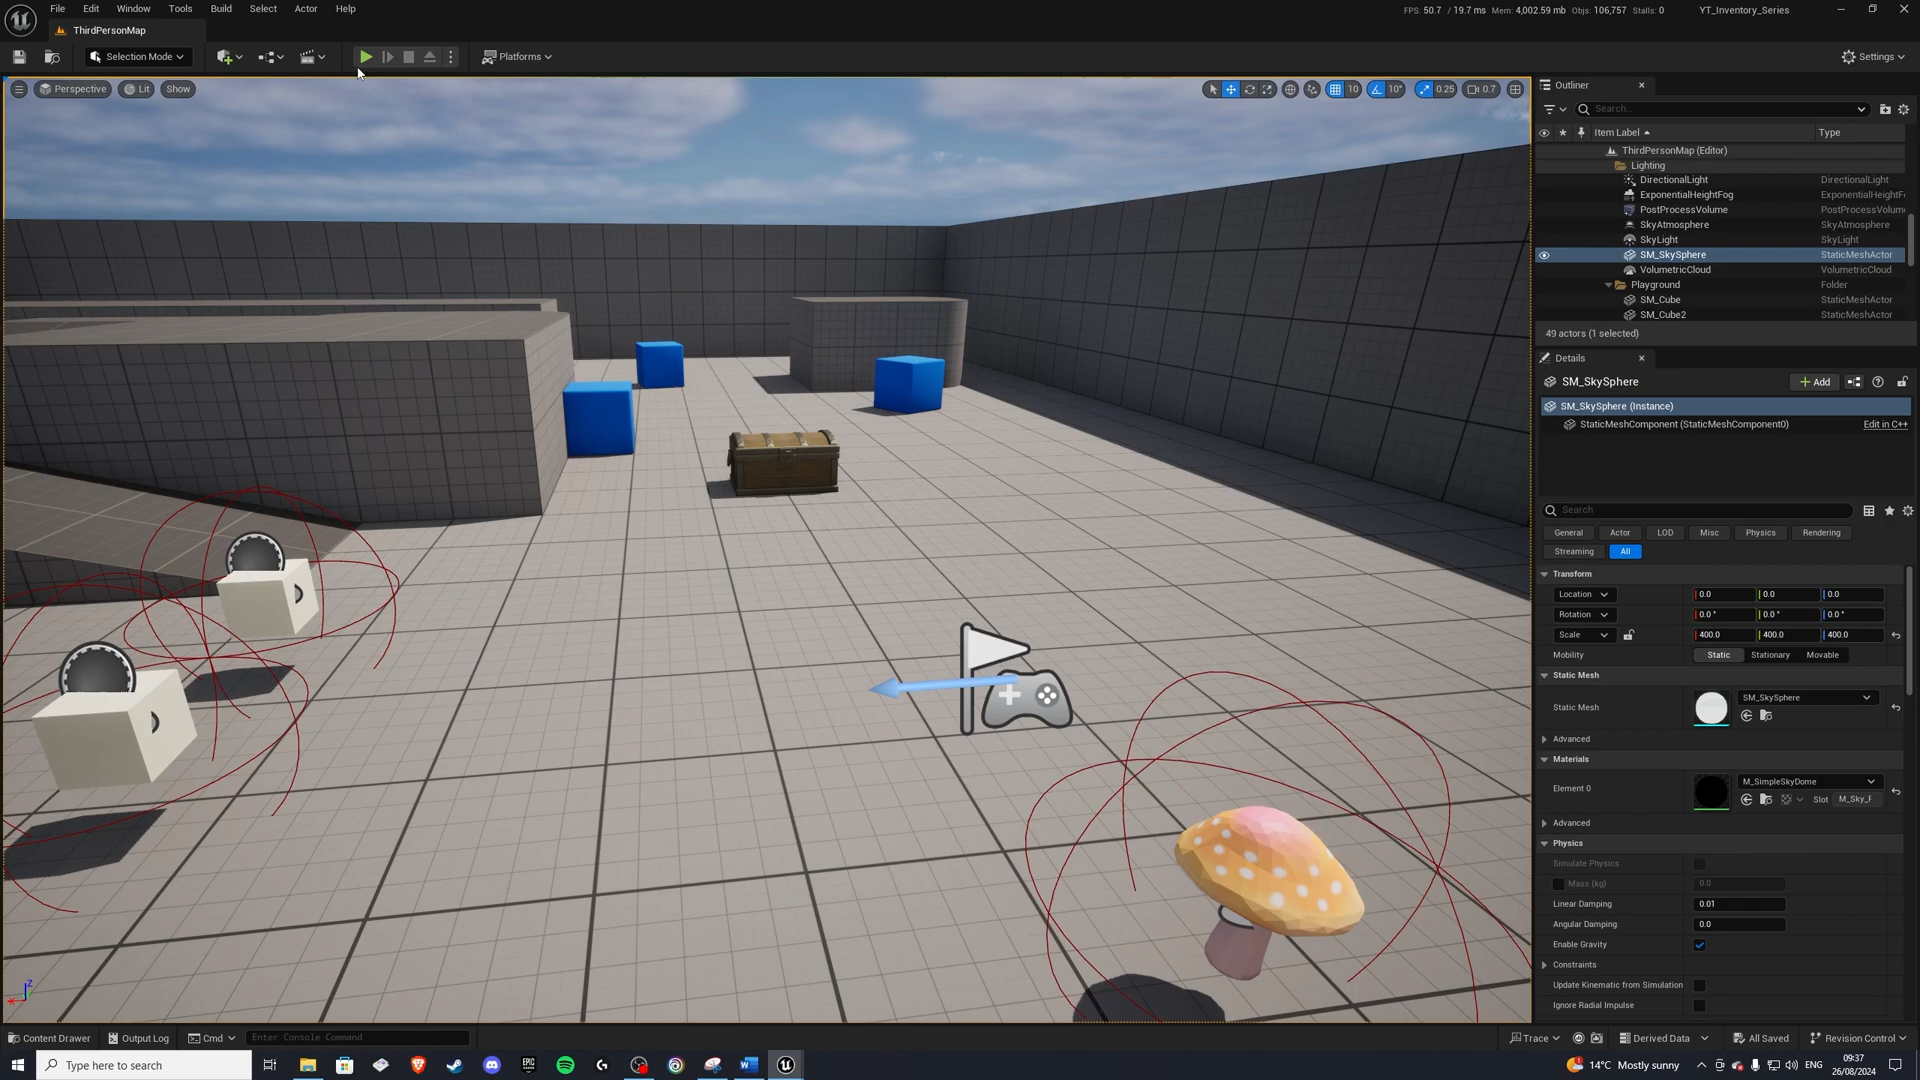 File Edit Window Tools Build Select Actor Help
FPS: 50.7 / 19.7 ms Mem: 4,002.59 mb Objs: 106,757 Stalls: 0 YT_Inventory_Series
ThirdPersonMap
Selection Mode Platforms Settings
Perspective Lit Show 10 10° 0.25 0.7
Outliner
Search...
Item Label Type
ThirdPersonMap (Editor)
Lighting
DirectionalLight DirectionalLight
ExponentialHeightFog ExponentialHeightF
PostProcessVolume PostProcessVolum
SkyAtmosphere SkyAtmosphere
SkyLight SkyLight
SM_SkySphere StaticMeshActor
VolumetricCloud VolumetricCloud
Playground Folder
SM_Cube StaticMeshActor
SM_Cube2 StaticMeshActor
49 actors (1 selected)
Details
SM_SkySphere Add
SM_SkySphere (Instance)
StaticMeshComponent (StaticMeshComponent0) Edit in C++
Search
General Actor LOD Misc Physics Rendering
Streaming All
Transform
Location 0.0 0.0 0.0
Rotation 0.0 ° 0.0 ° 0.0 °
Scale 400.0 400.0 400.0
Mobility Static Stationary Movable
Static Mesh
Static Mesh SM_SkySphere
Advanced
Materials
Element 0 M_SimpleSkyDome
Slot M_Sky_F
Advanced
Physics
Simulate Physics
Mass (kg) 0.0
Linear Damping 0.01
Angular Damping 0.0
Enable Gravity
Constraints
Update Kinematic from Simulation
Ignore Radial Impulse
Z
X
Content Drawer Output Log Cmd Enter Console Command Trace Derived Data All Saved Revision Control
Type here to search EPIC GAMES 14°C Mostly sunny ENG
09:37
26/08/2024